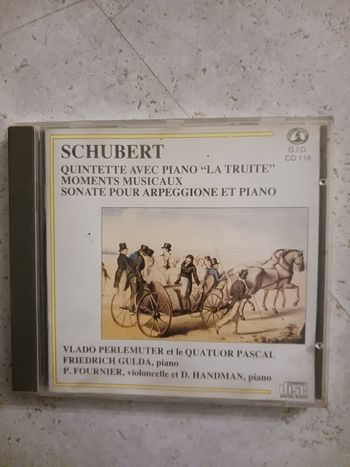 G.I.D.
CD 116
SCHUBERT
QUINTETTE AVEC PIANO "LA TRUITE"
MOMENTS MUSICAUX
SONATE POUR ARPEGGIONE ET PIANO
VLADO PERLEMUTER et le QUATUOR PASCAL
FRIEDRICH GULDA, piano
P. FOURNIER, violoncelle et D. HANDMAN, piano
disc